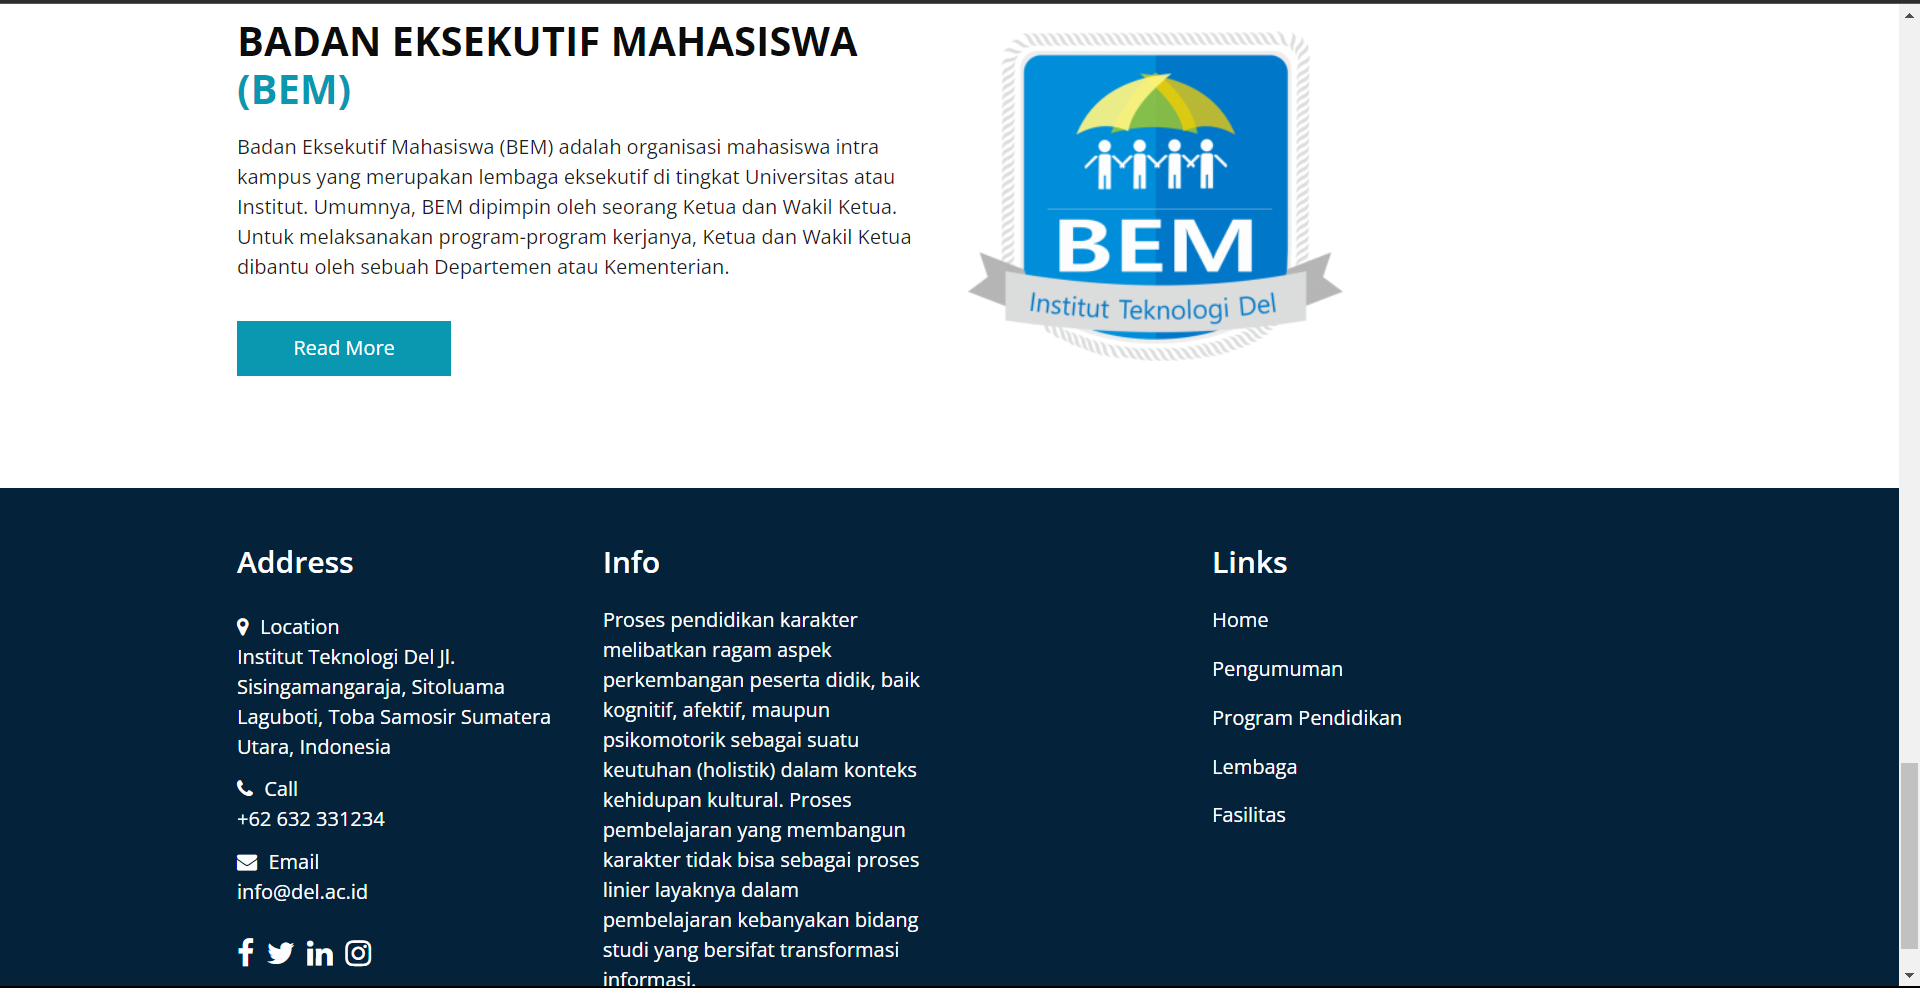 BADAN EKSEKUTIF MAHASISWA
(BEM)
Badan Eksekutif Mahasiswa (BEM) adalah organisasi mahasiswa intra
kampus yang merupakan lembaga eksekutif di tingkat Universitas atau
Institut. Umumnya, BEM dipimpin oleh seorang Ketua dan Wakil Ketua.
Untuk melaksanakan program-program kerjanya, Ketua dan Wakil Ketua
dibantu oleh sebuah Departemen atau Kementerian.
Read More
BEM
Institut Teknologi Del
Address
Location
Institut Teknologi Del Jl.
Sisingamangaraja, Sitoluama
Laguboti, Toba Samosir Sumatera
Utara, Indonesia
Call
+62 632 331234
Email
info@del.ac.id
Info
Proses pendidikan karakter
melibatkan ragam aspek
perkembangan peserta didik, baik
kognitif, afektif, maupun
psikomotorik sebagai suatu
keutuhan (holistik) dalam konteks
kehidupan kultural. Proses
pembelajaran yang membangun
karakter tidak bisa sebagai proses
linier layaknya dalam
pembelajaran kebanyakan bidang
studi yang bersifat transformasi
informasi.
Links
Home
Pengumuman
Program Pendidikan
Lembaga
Fasilitas